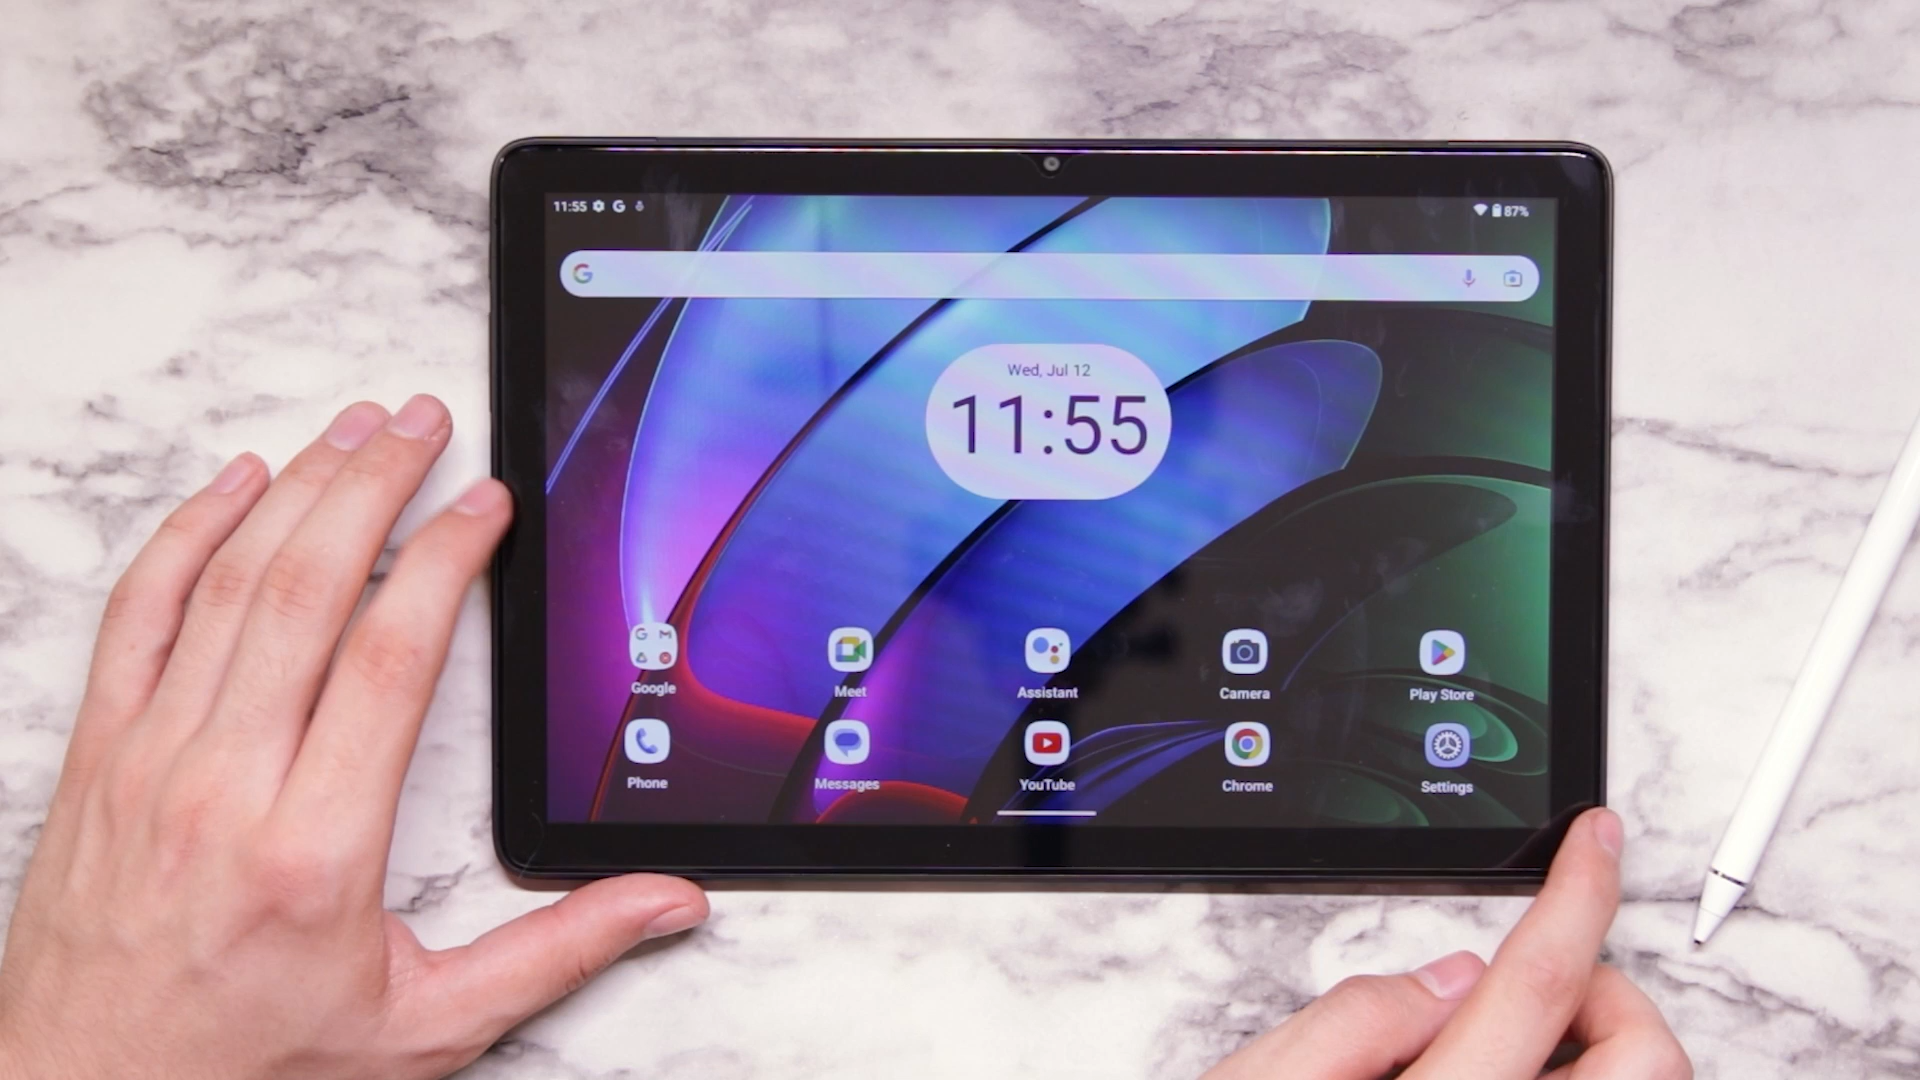 11:55 G
87%
G
Wed, Jul 12
11:55
Google
Meet
Assistant
Camera
Play Store
Phone
Messages
YouTube
Chrome
Settings